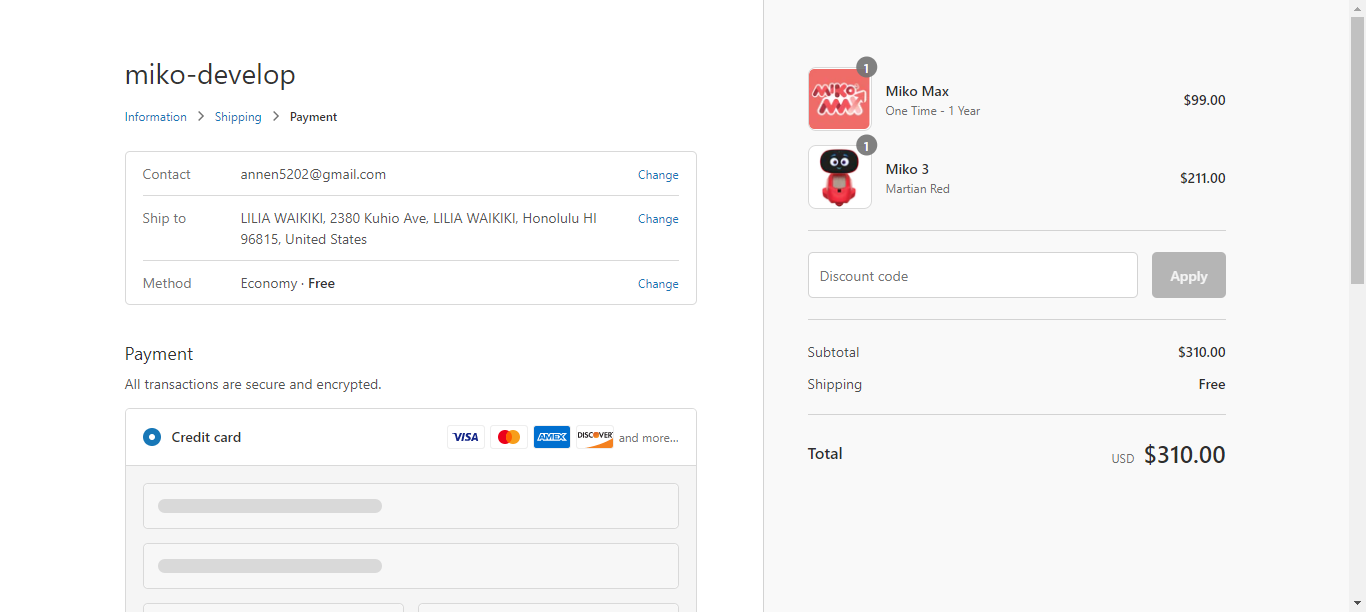 miko-develop
Information > Shipping > Payment
Contact annen5202@gmail.com Change
Ship to LILIA WAIKIKI, 2380 Kuhio Ave, LILIA WAIKIKI, Honolulu HI Change
96815, United States
Method Economy · Free Change
Payment
All transactions are secure and encrypted.
Credit card VISA AMEX DISCOVER and more...
1
MIKO
MAX
Miko Max
One Time - 1 Year
$99.00
1
Miko 3
Martian Red
$211.00
Discount code Apply
Subtotal $310.00
Shipping Free
Total USD $310.00